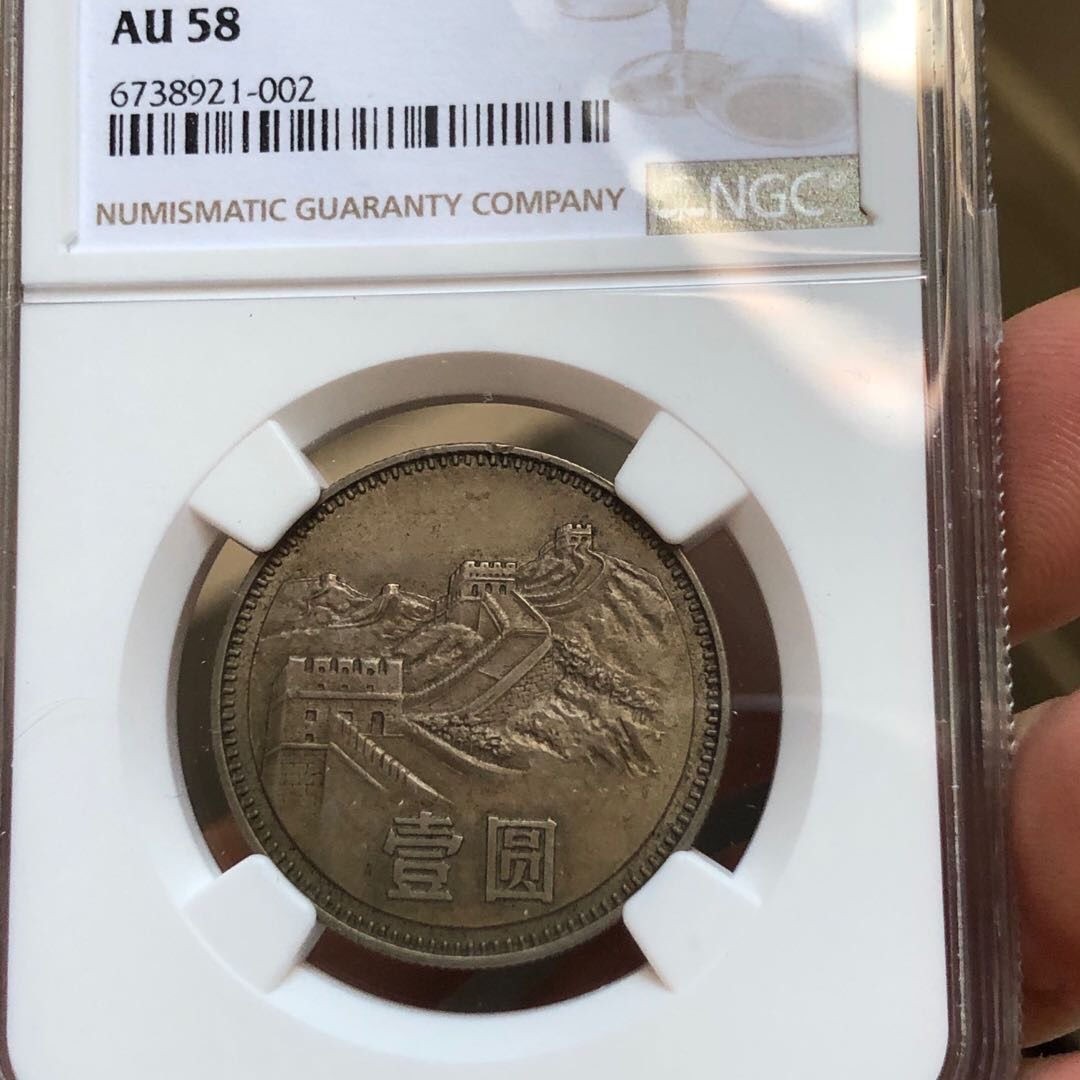 AU 58
6738921-002
NUMISMATIC GUARANTY COMPANY
NGC®
壹圆